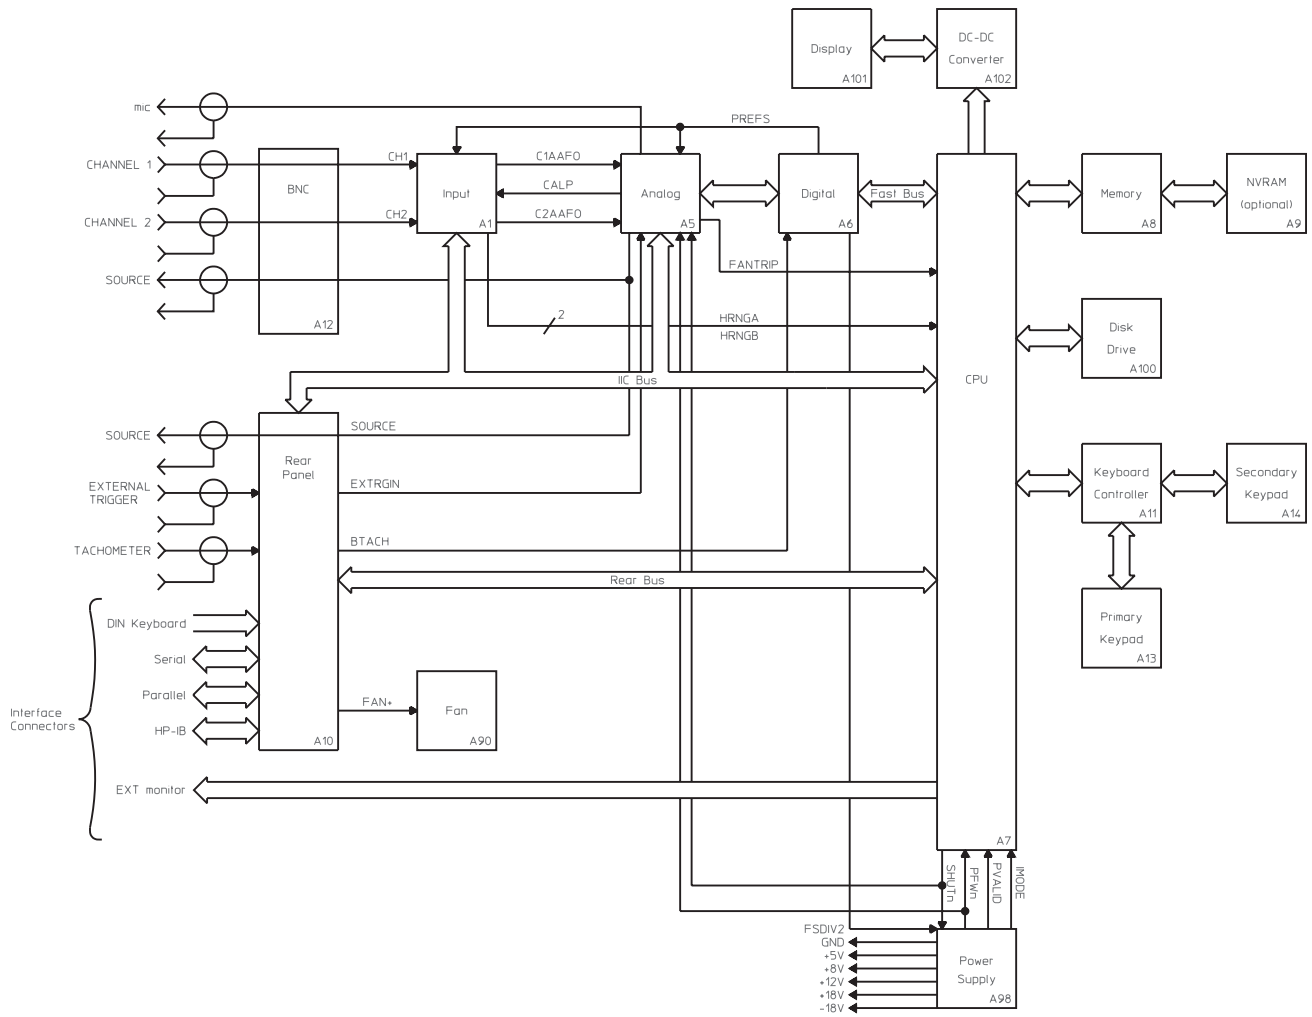 Display
A101
DC-DC
Converter
A102
mic
CHANNEL 1
CHANNEL 2
SOURCE
BNC
A12
CH1
CH2
Input
A1
C1AAFO
CALP
C2AAFO
PREFS
Analog
A5
Digital
A6
Fast Bus
Memory
A8
NVRAM
(optional)
A9
FANTRIP
2
HRNGA
HRNGB
IIC Bus
CPU
A7
Disk
Drive
A100
SOURCE
EXTERNAL
TRIGGER
TACHOMETER
Rear
Panel
A10
SOURCE
EXTRGIN
BTACH
Rear Bus
Keyboard
Controller
A11
Secondary
Keypad
A14
Primary
Keypad
A13
Interface
Connectors
DIN Keyboard
Serial
Parallel
HP-IB
EXT monitor
FAN+
Fan
A90
SHUTn
PFWn
PVALID
IMODE
FSDIV2
GND
+5V
+8V
+12V
+18V
-18V
Power
Supply
A98